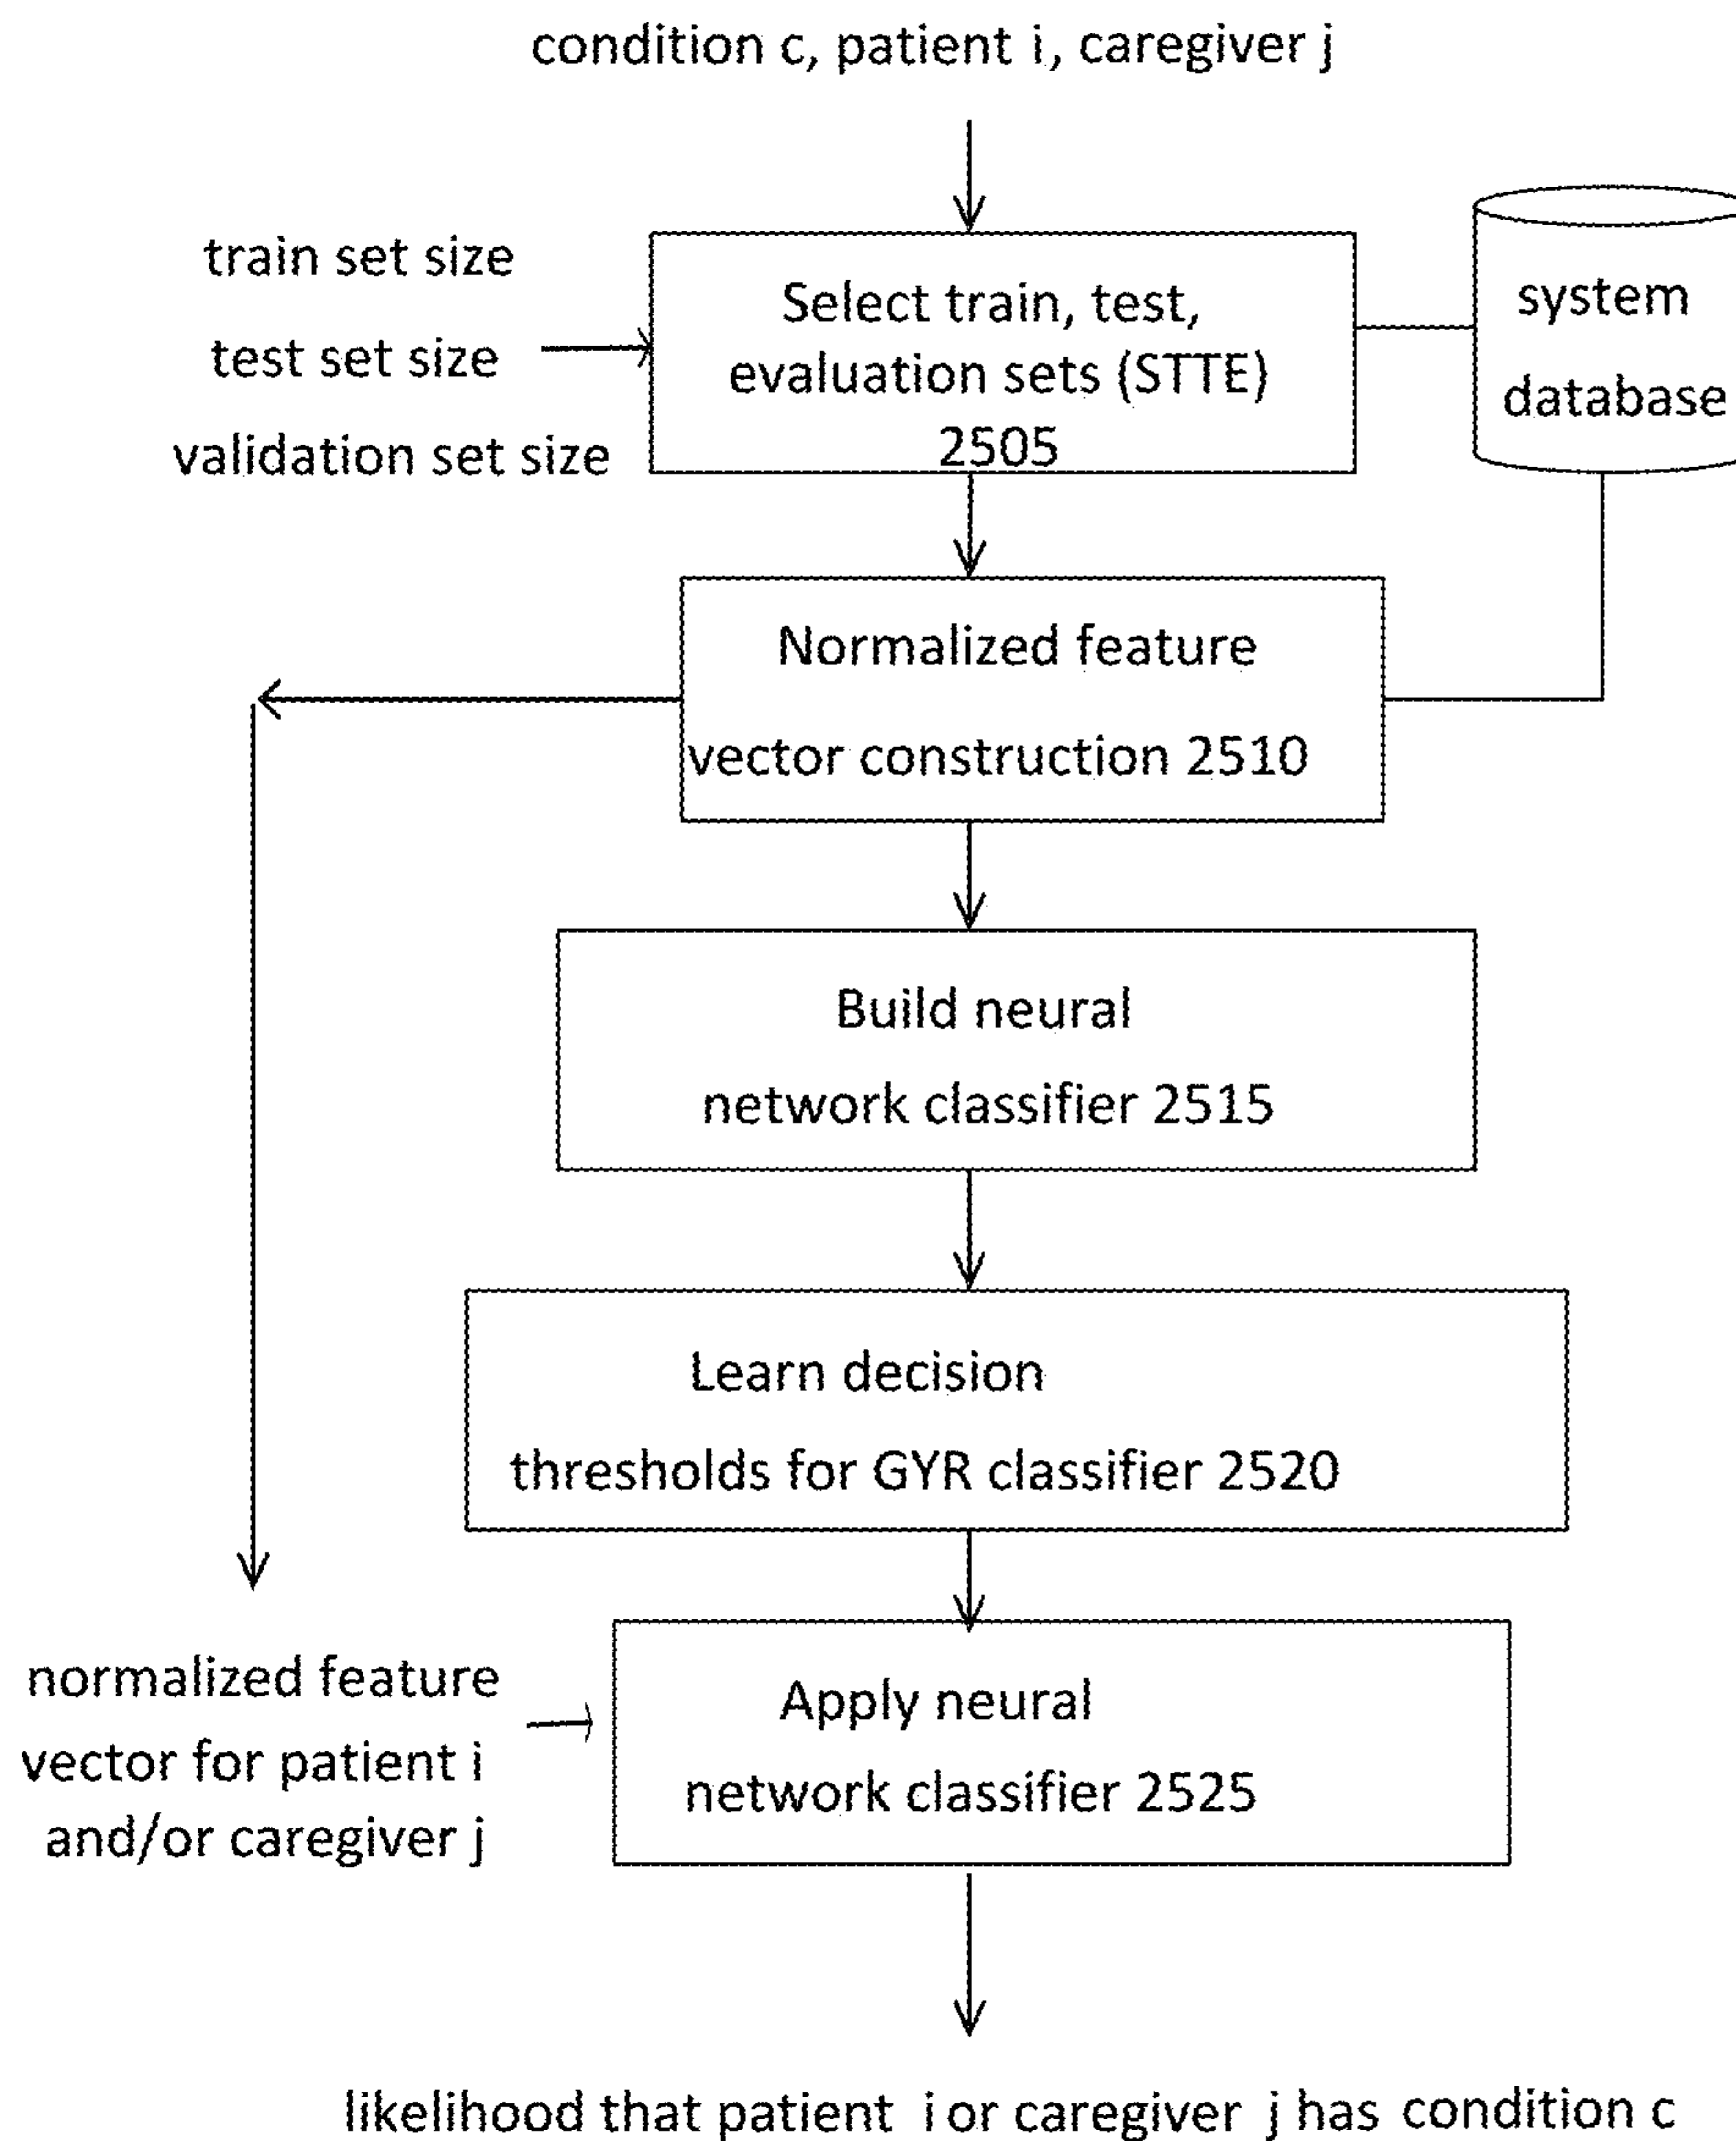 condition c, patient i, caregiver j
train set size
test set size
validation set size
Select train, test,
evaluation sets (STTE)
2505
system
database
Normalized feature
vector construction 2510
Build neural
network classifier 2515
Learn decision
thresholds for GYR classifier 2520
normalized feature
vector for patient i
and/or caregiver j
Apply neural
network classifier 2525
likelihood that patient i or caregiver j has condition c